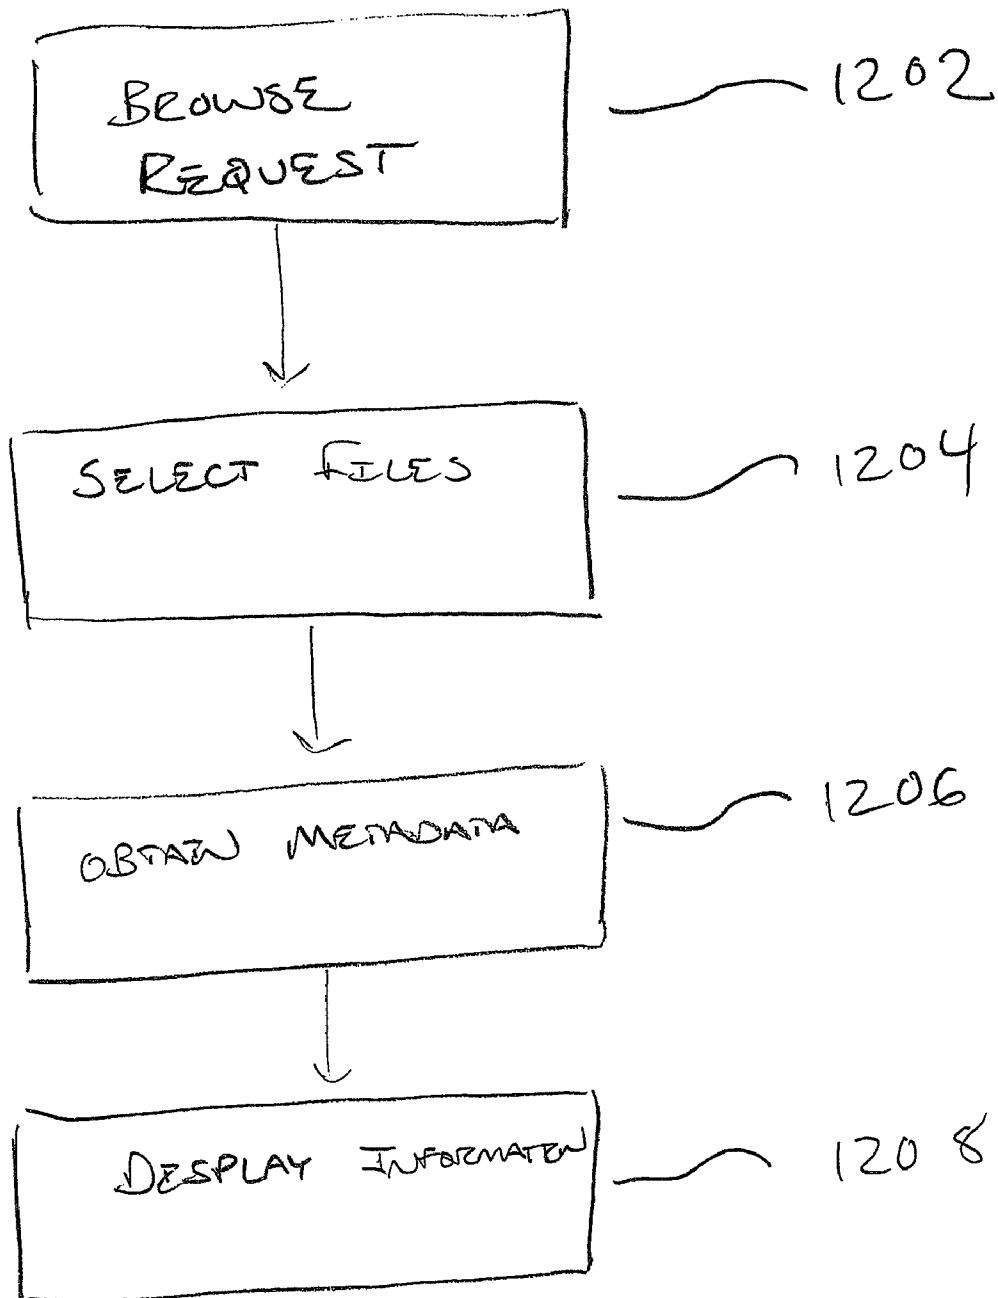 BROWSE
REQUEST
1202
SELECT FILES
1204
OBTAIN METADATA
1206
DISPLAY INFORMATION
1208